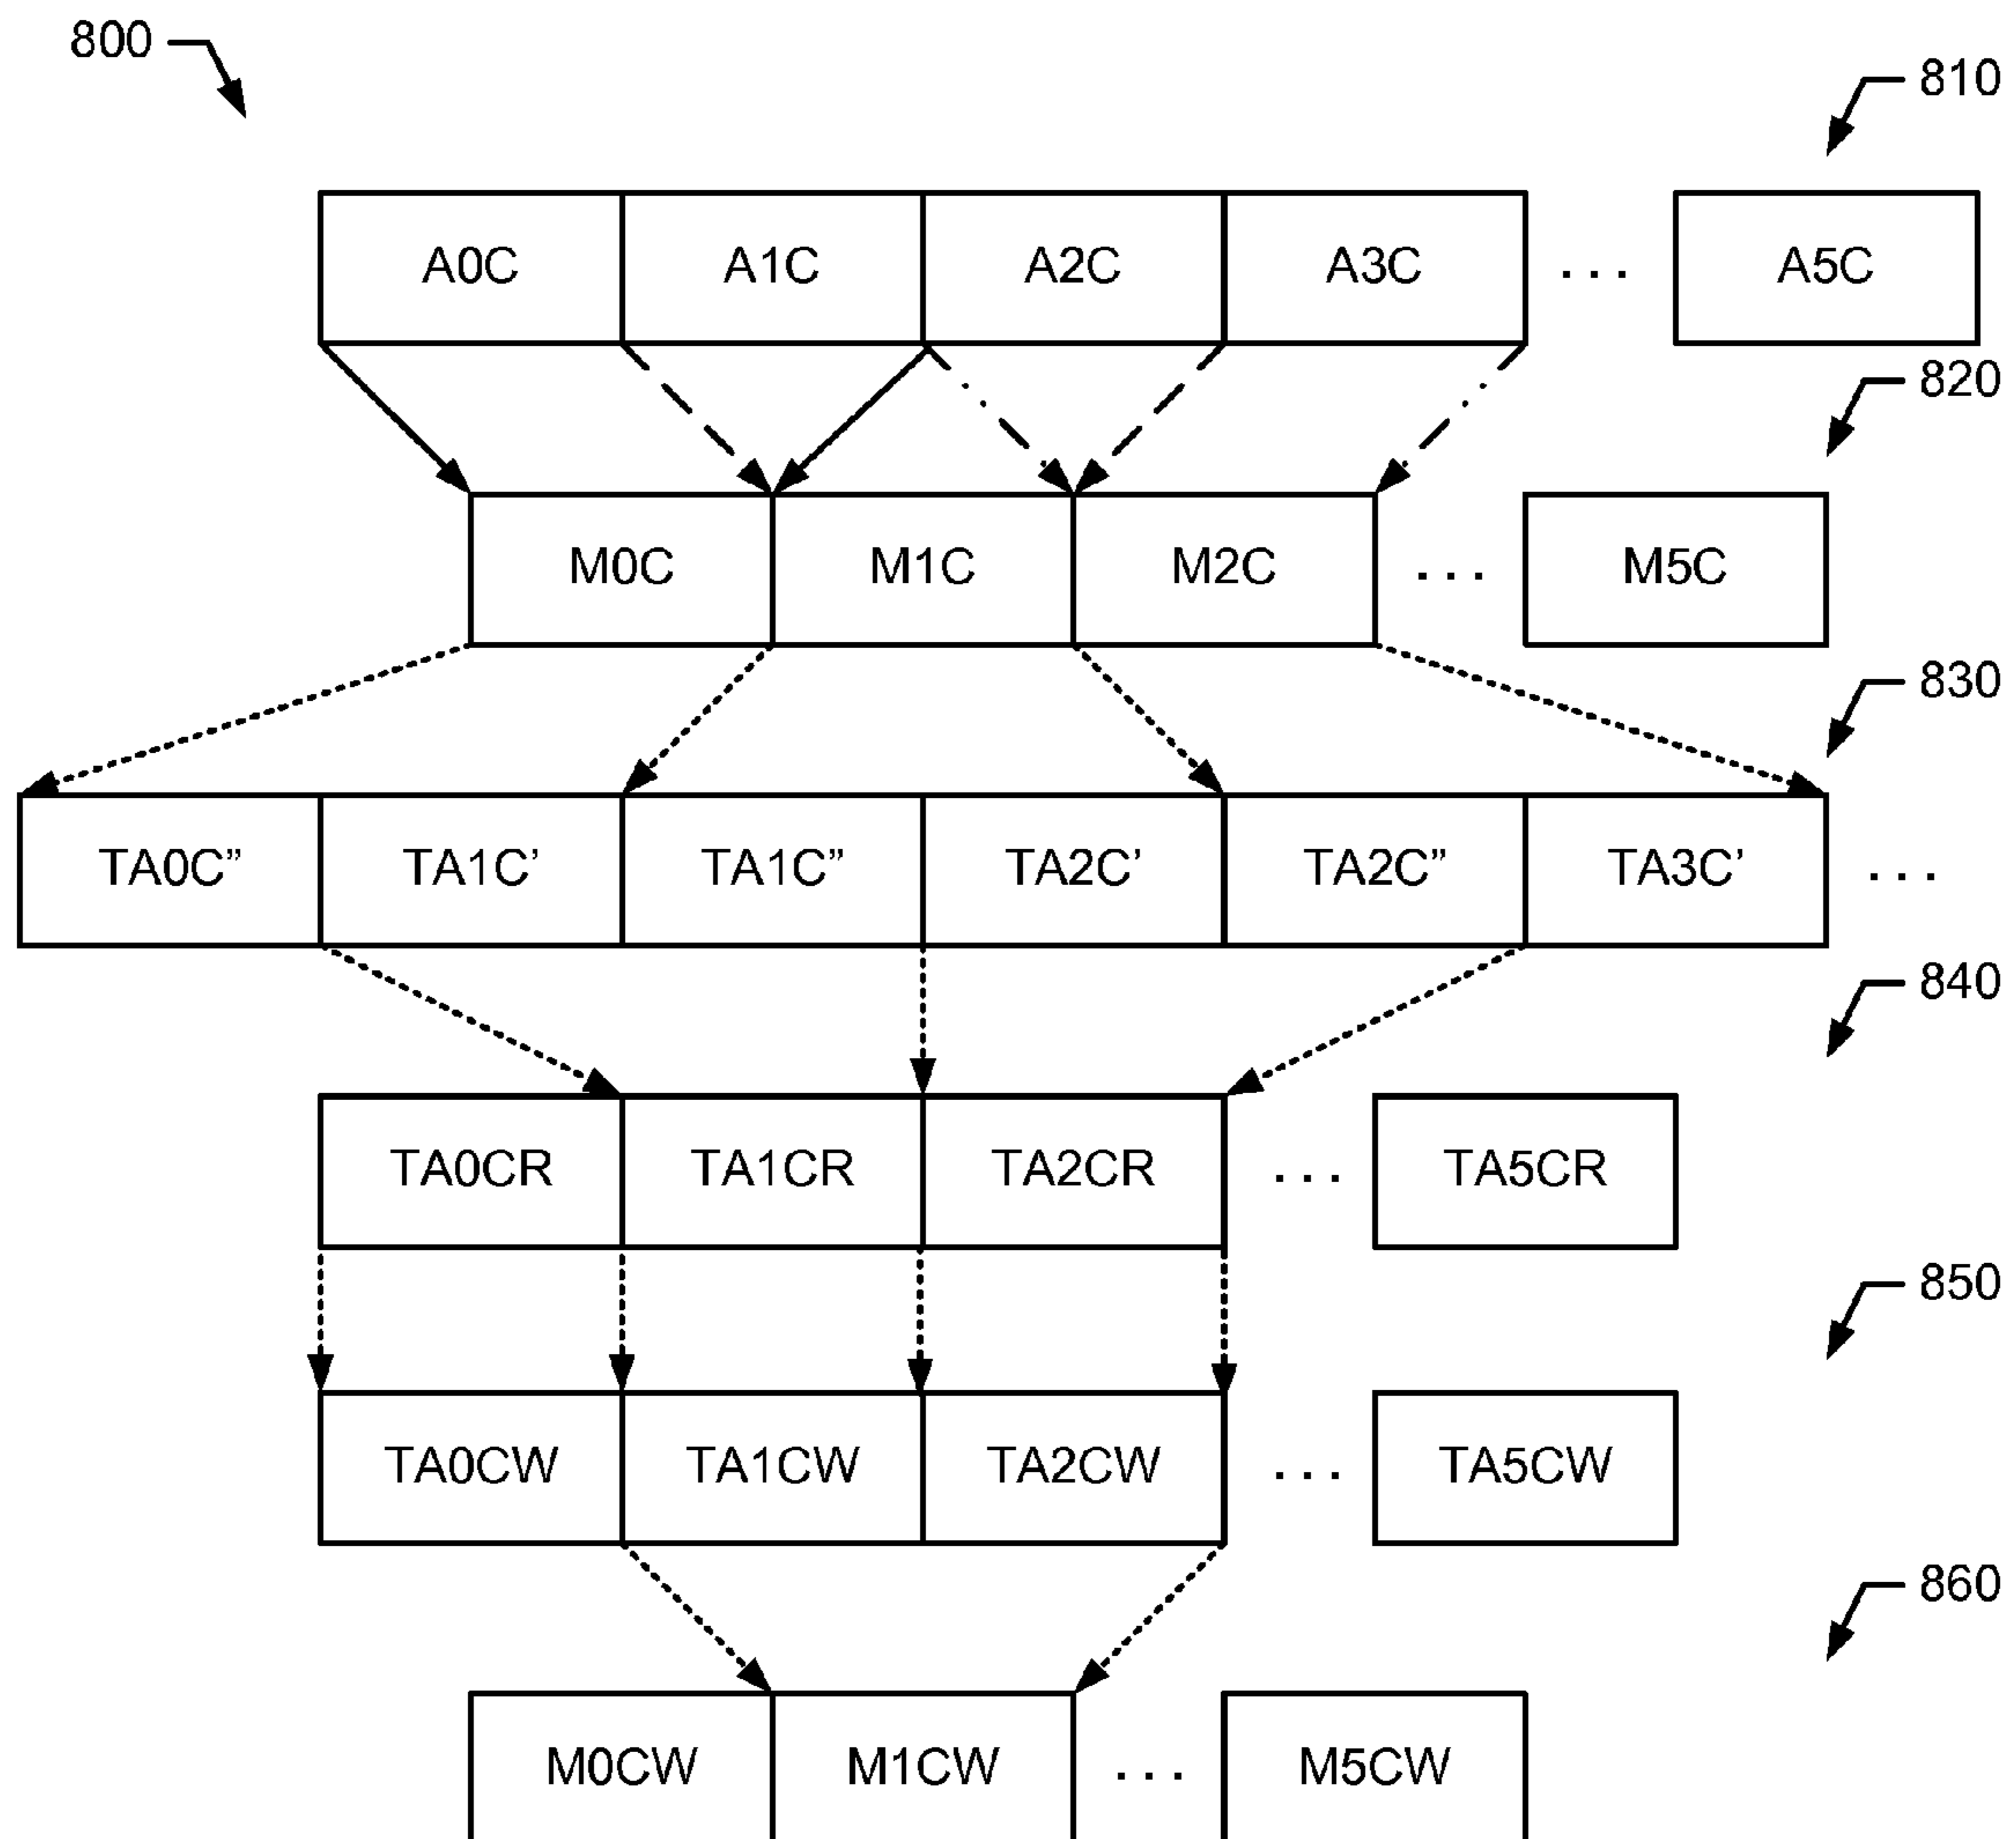 800
810
A0C A1C A2C A3C ... A5C
820
M0C M1C M2C ... M5C
830
TA0C” TA1C’ TA1C” TA2C’ TA2C” TA3C’ ...
840
TA0CR TA1CR TA2CR ... TA5CR
850
TA0CW TA1CW TA2CW ... TA5CW
860
M0CW M1CW ... M5CW